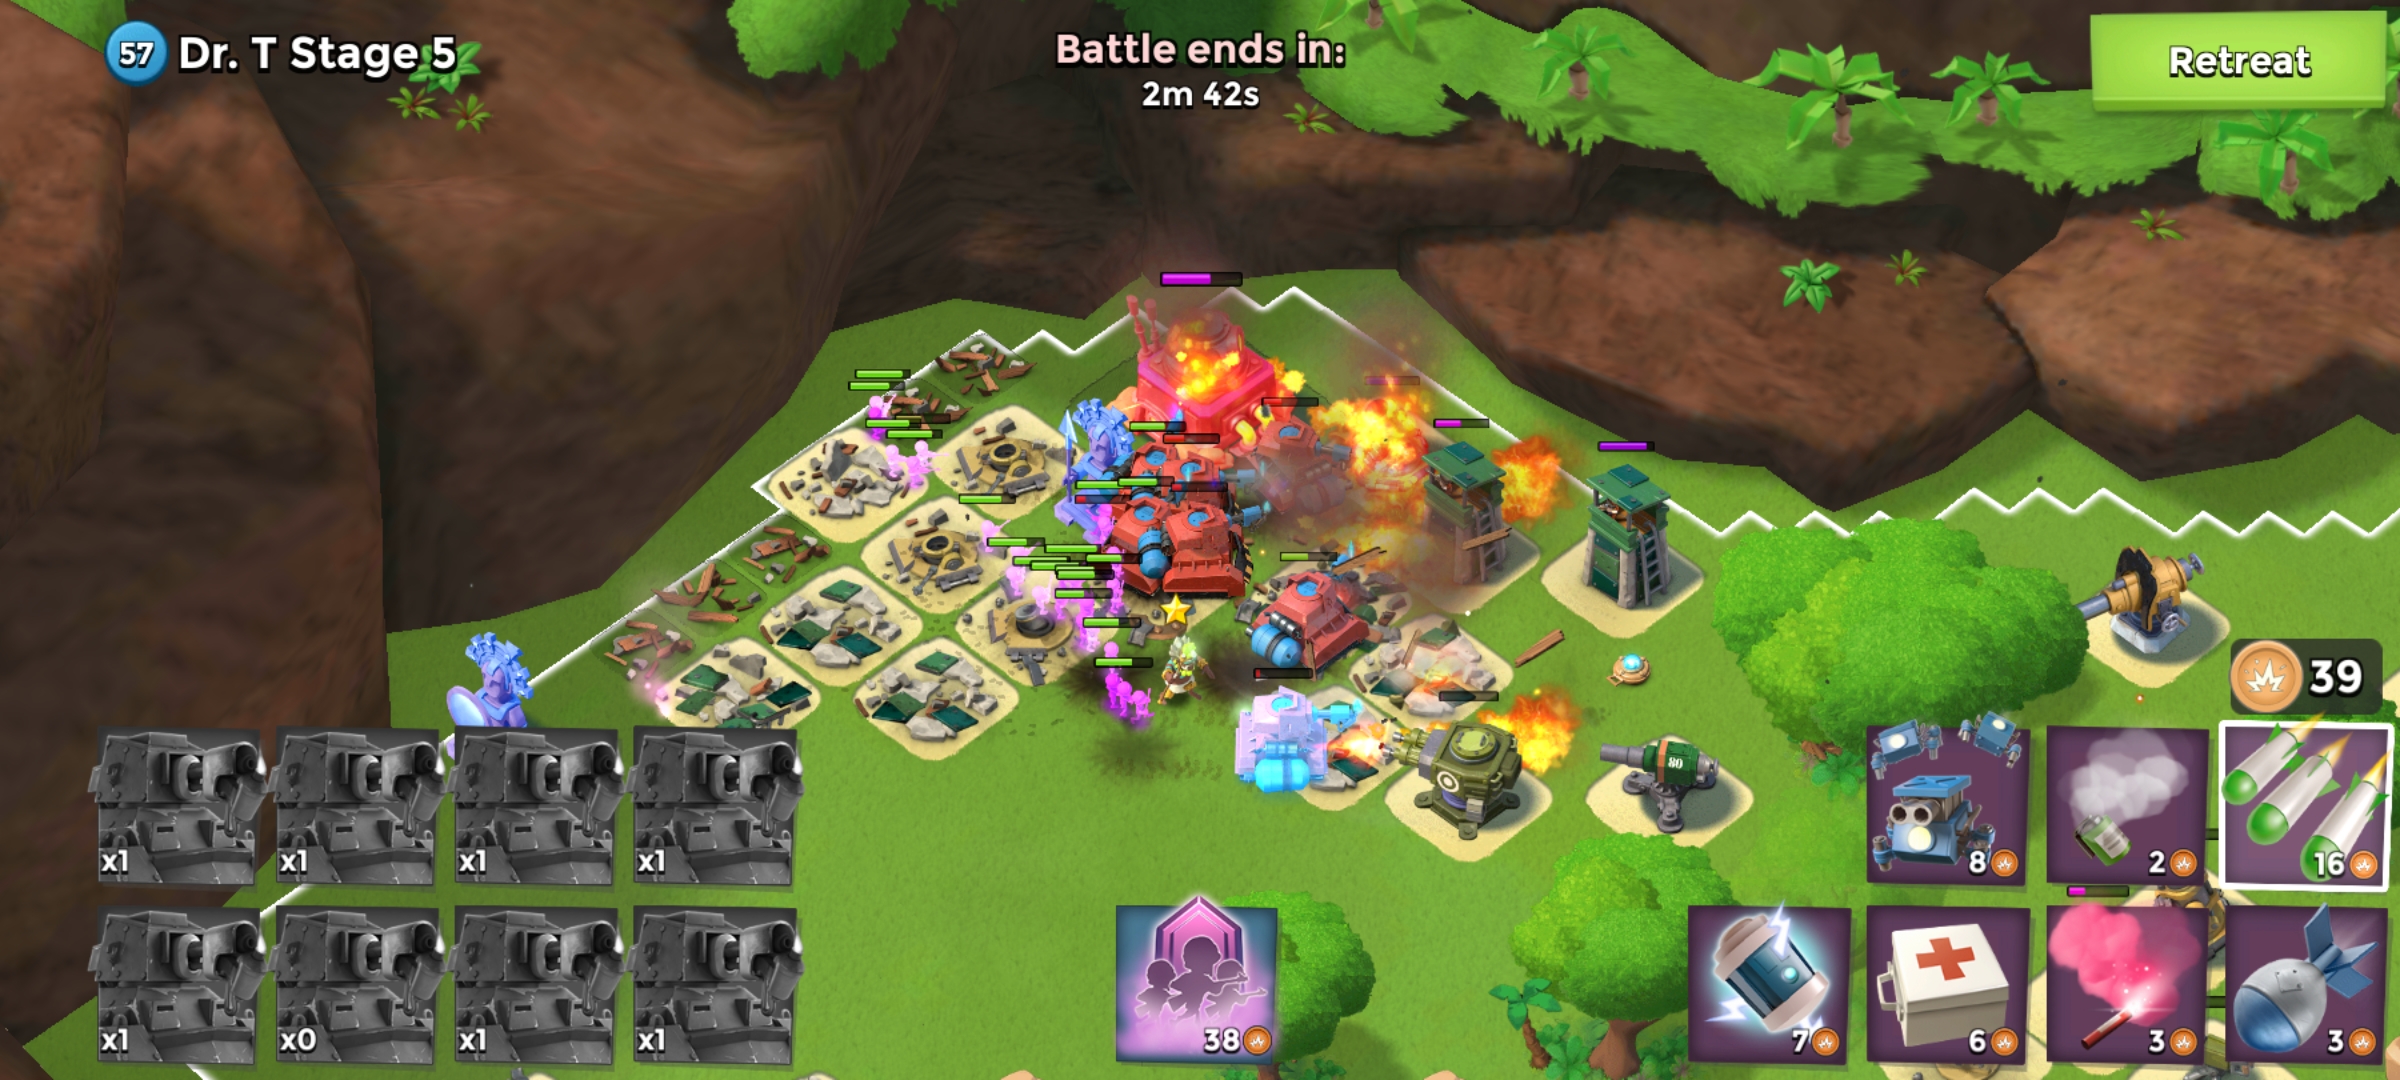 57 Dr. T Stage 5
Battle ends in:
2m 42s
Retreat
39
80
x1 x1 x1 x1
8 2 16
x1 x0 x1 x1
38
7 6 3 3